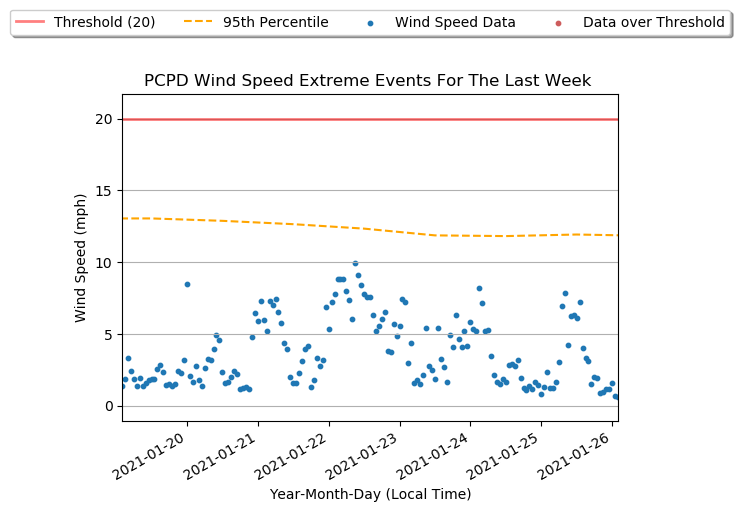 Threshold (20) 95th Percentile Wind Speed Data Data over Threshold
PCPD Wind Speed Extreme Events For The Last Week
20
15
10
5
0
Wind Speed (mph)
2021-01-20 2021-01-21 2021-01-22 2021-01-23 2021-01-24 2021-01-25 2021-01-26
Year-Month-Day (Local Time)